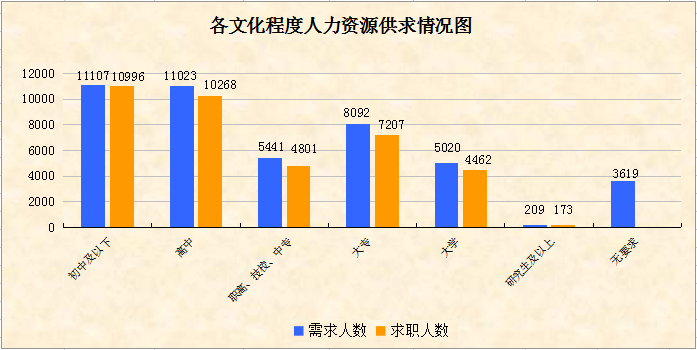 各文化程度人力资源供求情况图
12000
10000
8000
6000
4000
2000
0
11107 10996
11023 10268
5441 4801
8092 7207
5020 4462
209 173
3619
初中及以下
高中
职高、技校、中专
大专
大学
研究生及以上
无要求
需求人数 求职人数